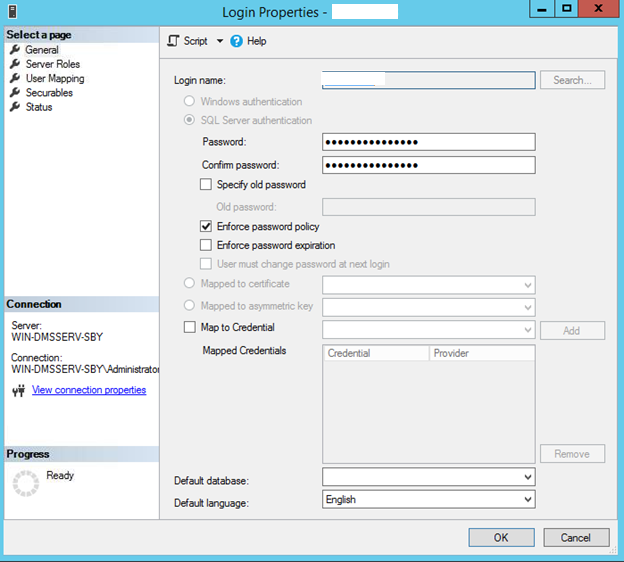 Login Properties -
Select a page
General
Server Roles
User Mapping
Securables
Status
Script
Help
Login name:
Search...
Windows authentication
SQL Server authentication
Password:
●●●●●●●●●●●●●●●
Confirm password:
●●●●●●●●●●●●●●●
Specify old password
Old password:
Enforce password policy
Enforce password expiration
User must change password at next login
Mapped to certificate
Mapped to asymmetric key
Map to Credential
Add
Mapped Credentials
Credential
Provider
Remove
Default database:
Default language:
English
Connection
Server:
WIN-DMSSERV-SBY
Connection:
WIN-DMSSERV-SBY\Administrator
View connection properties
Progress
Ready
OK
Cancel